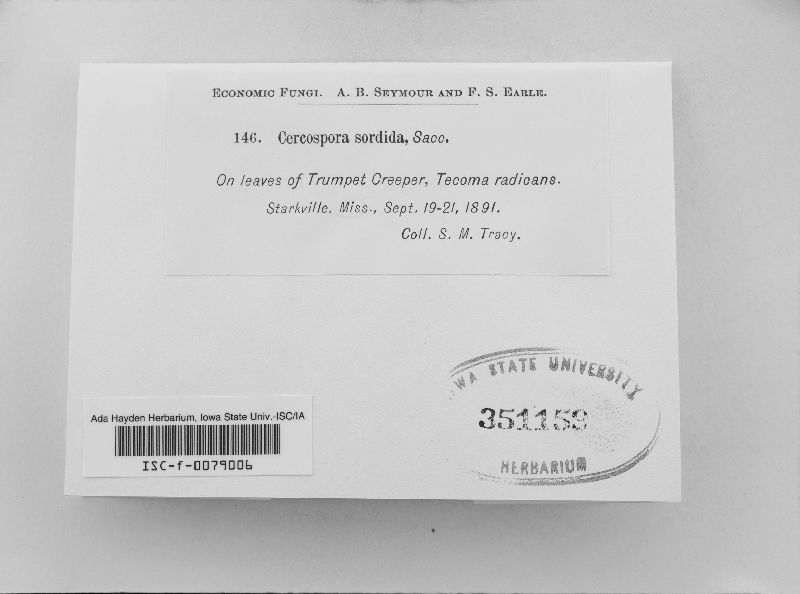 ECONOMIC FUNGI. A. B. SEYMOUR AND F. S. EARLE.
146. Cercospora sordida, Sacc.
On leaves of Trumpet Creeper, Tecoma radicans.
Starkville, Miss., Sept. 19-21, 1891.
Coll. S. M. Tracy.
IOWA STATE UNIVERSITY
351159
HERBARIUM
Ada Hayden Herbarium, Iowa State Univ.-ISC/IA
ISC-f-0079006